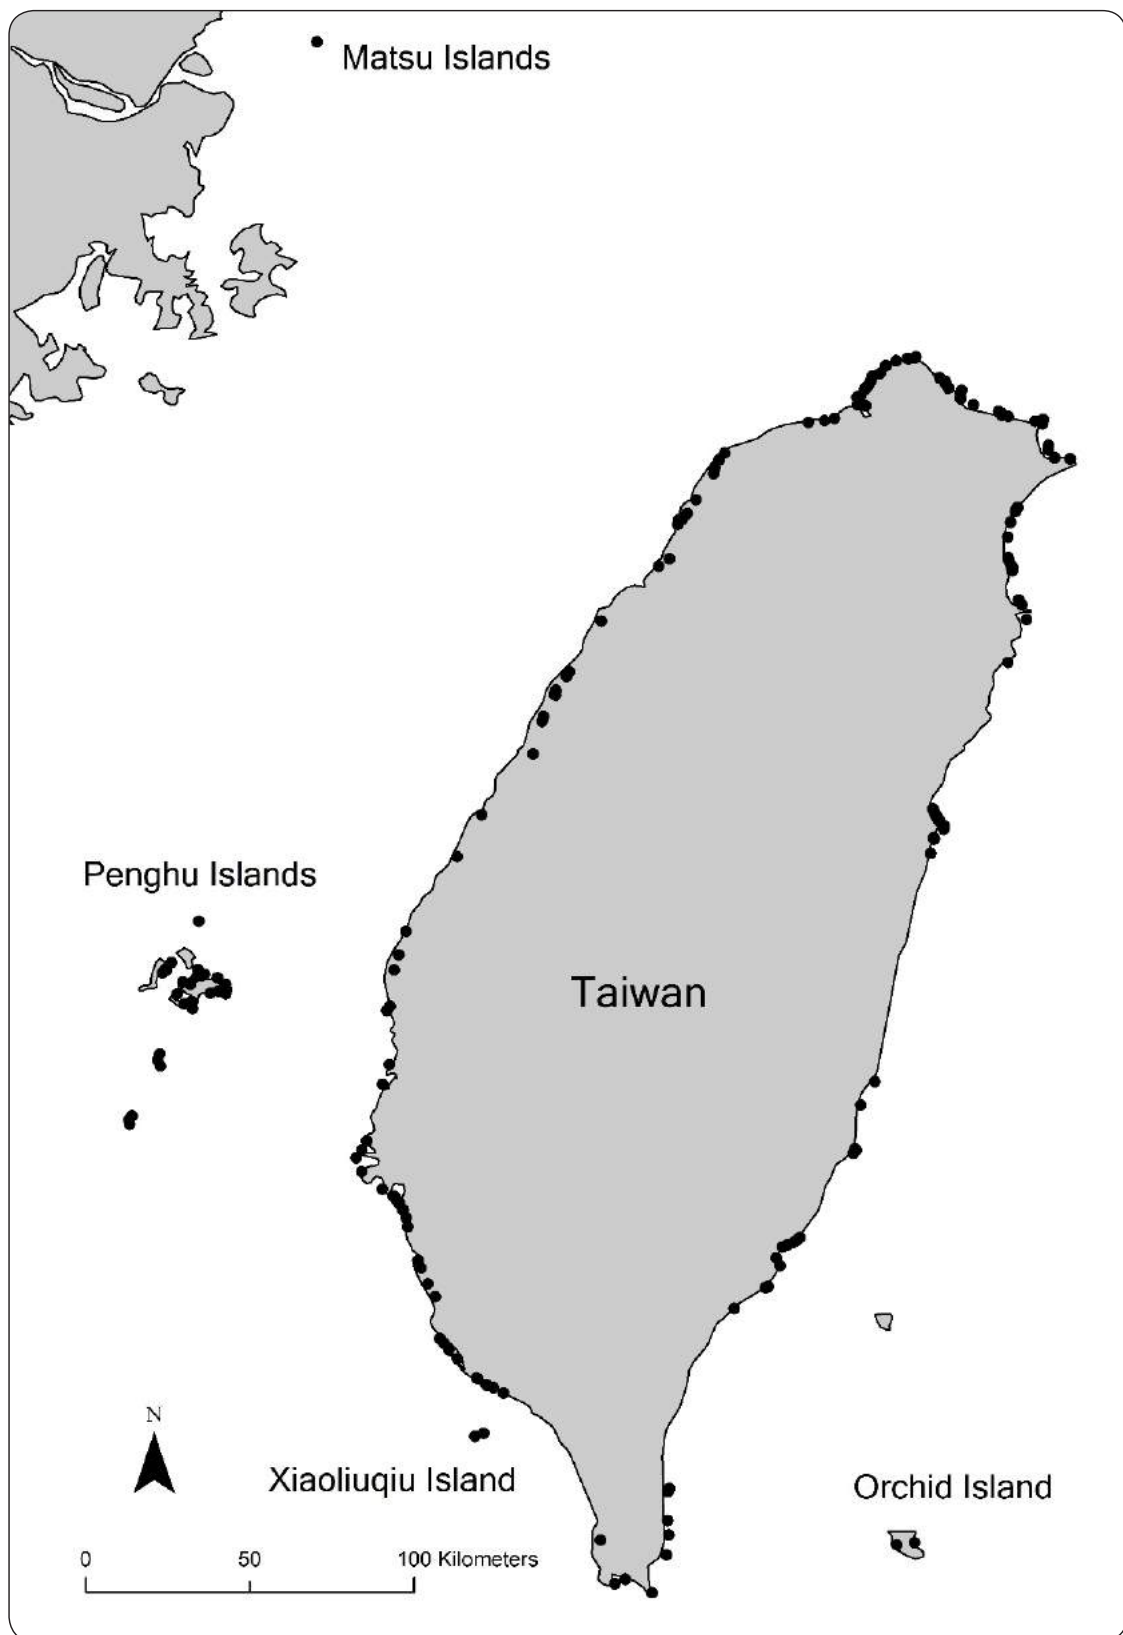 Matsu Islands
Penghu Islands
Taiwan
N
Xiaoliuqiu Island
Orchid Island
0 50 100 Kilometers